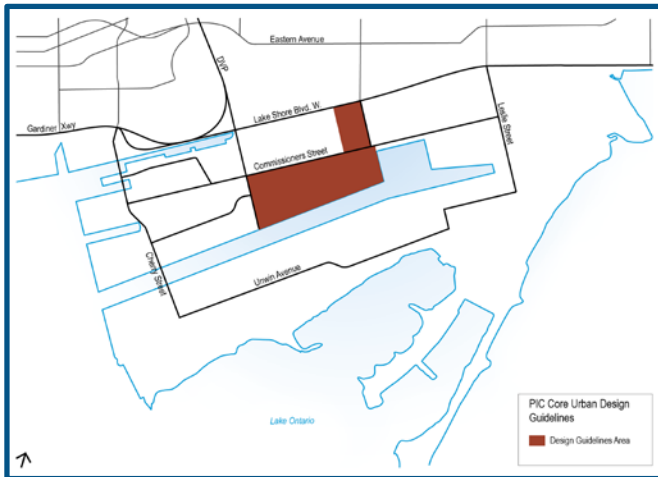 Eastern Avenue
DVP
Lake Shore Blvd. W.
Gardiner Xwy
Leslie Street
Commissioners Street
Cherry Street
Unwin Avenue
Lake Ontario
PIC Core Urban Design
Guidelines
Design Guidelines Area